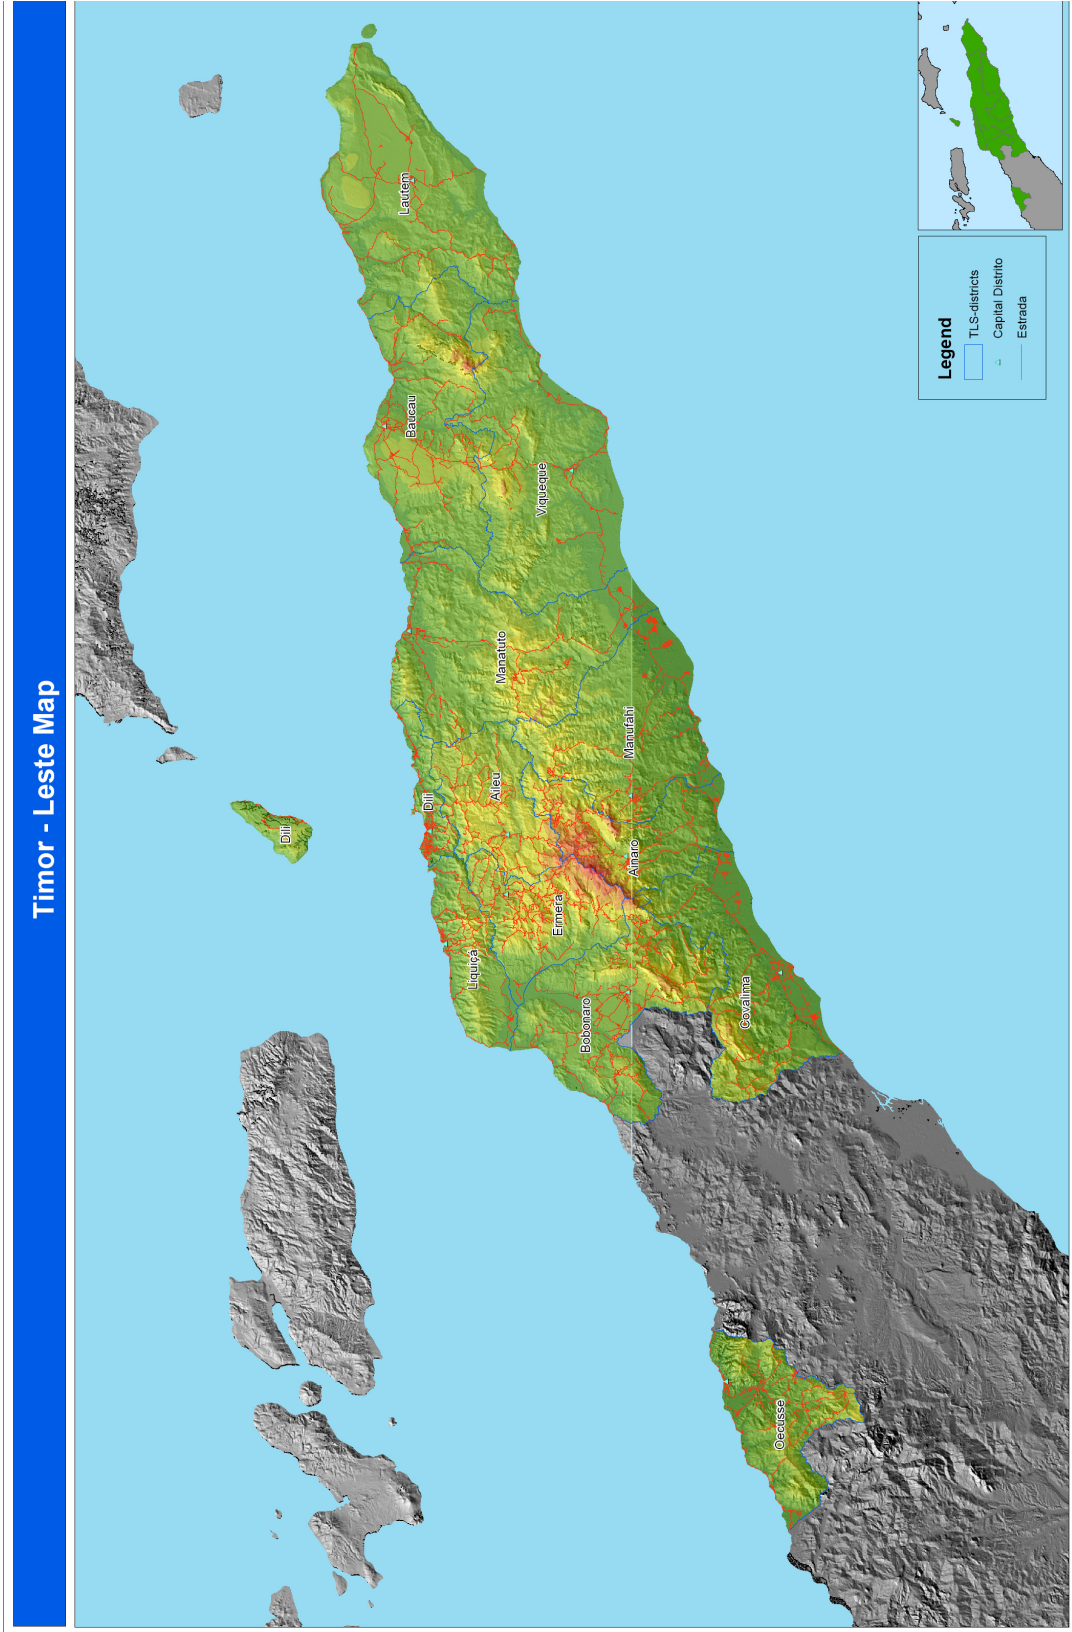 Timor - Leste Map
Dili
Lautem
Baucau
Viqueque
Manatuto
Dili
Aileu
Manufahi
Ainaro
Ermera
Liquiçá
Bobonaro
Covalima
Oecusse
Legend
TLS-districts
Capital Distrito
Estrada